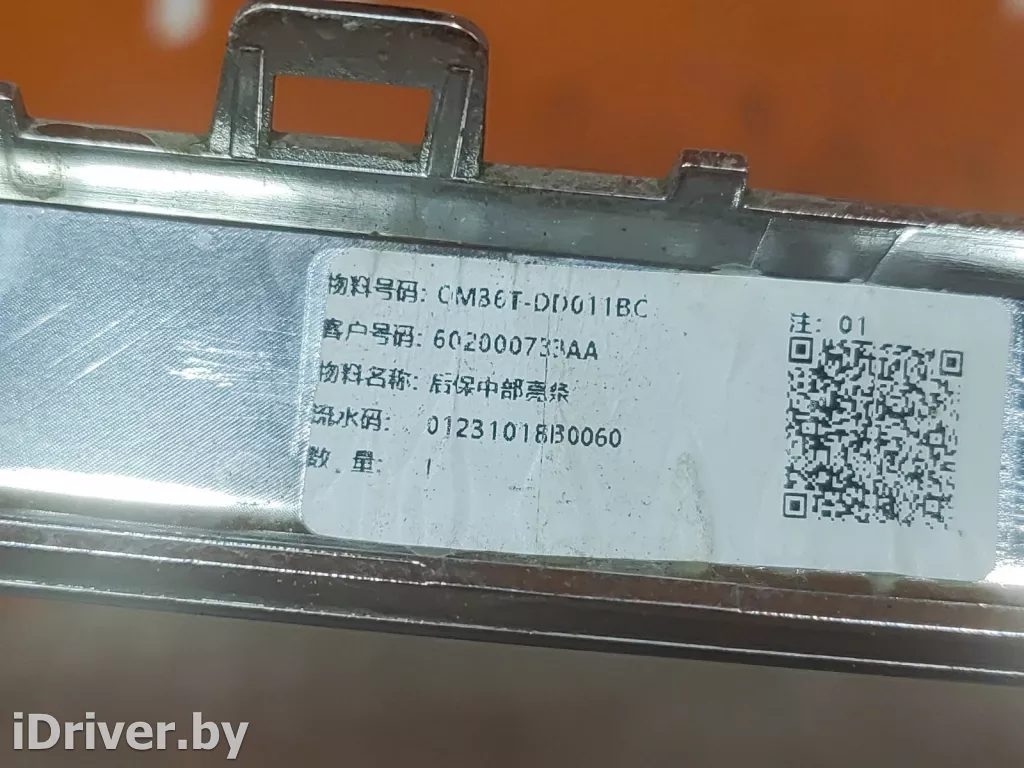 物料号码: CM86T-DD011BC
客户号码: 602000733AA
物料名称: 后保中部亮条
流水码: 01231018B0060
数 量: 1
注: 01
iDriver.by